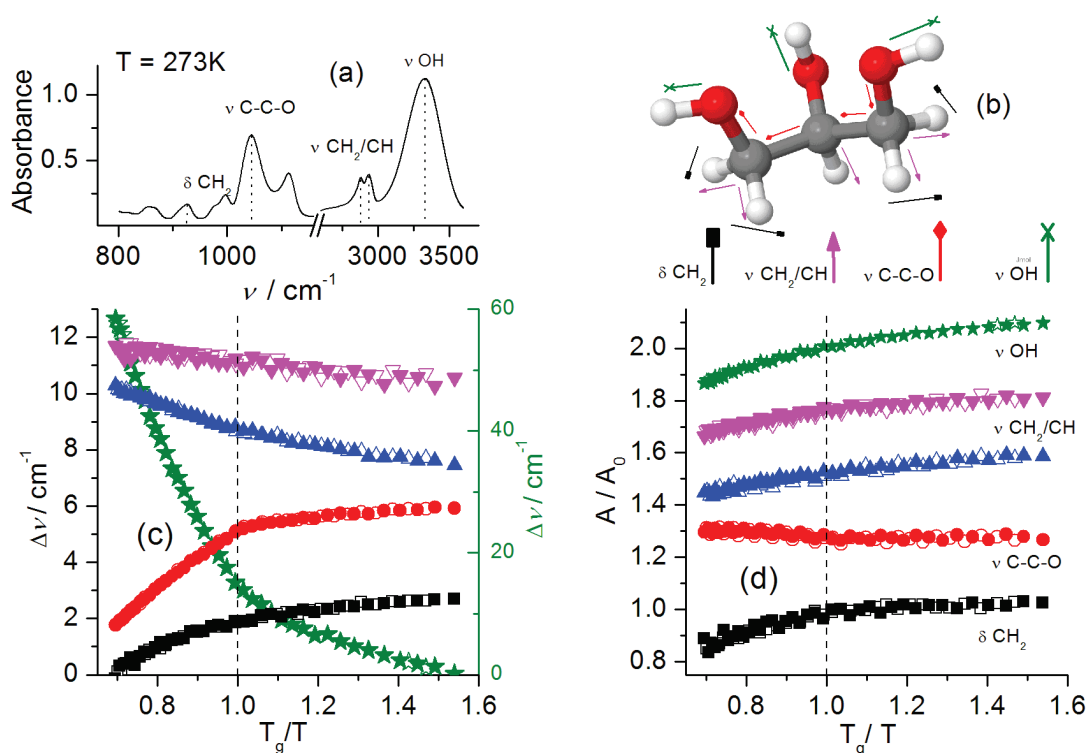 T = 273K
(a)
ν OH
ν C-C-O
ν CH₂/CH
δ CH₂
Absorbance
1.0
0.5
800 1000 3000 3500
ν / cm⁻¹
(b)
δ CH₂ ν CH₂/CH ν C-C-O ν OH
Jmol
12
10
8
6
4
2
0
Δν / cm⁻¹
(c)
60
40
20
0
Δν / cm⁻¹
0.8 1.0 1.2 1.4 1.6
T_g/T
2.0
1.8
1.6
1.4
1.2
1.0
0.8
A / A₀
ν OH
ν CH₂/CH
ν C-C-O
(d)
δ CH₂
0.8 1.0 1.2 1.4 1.6
T_g/ T